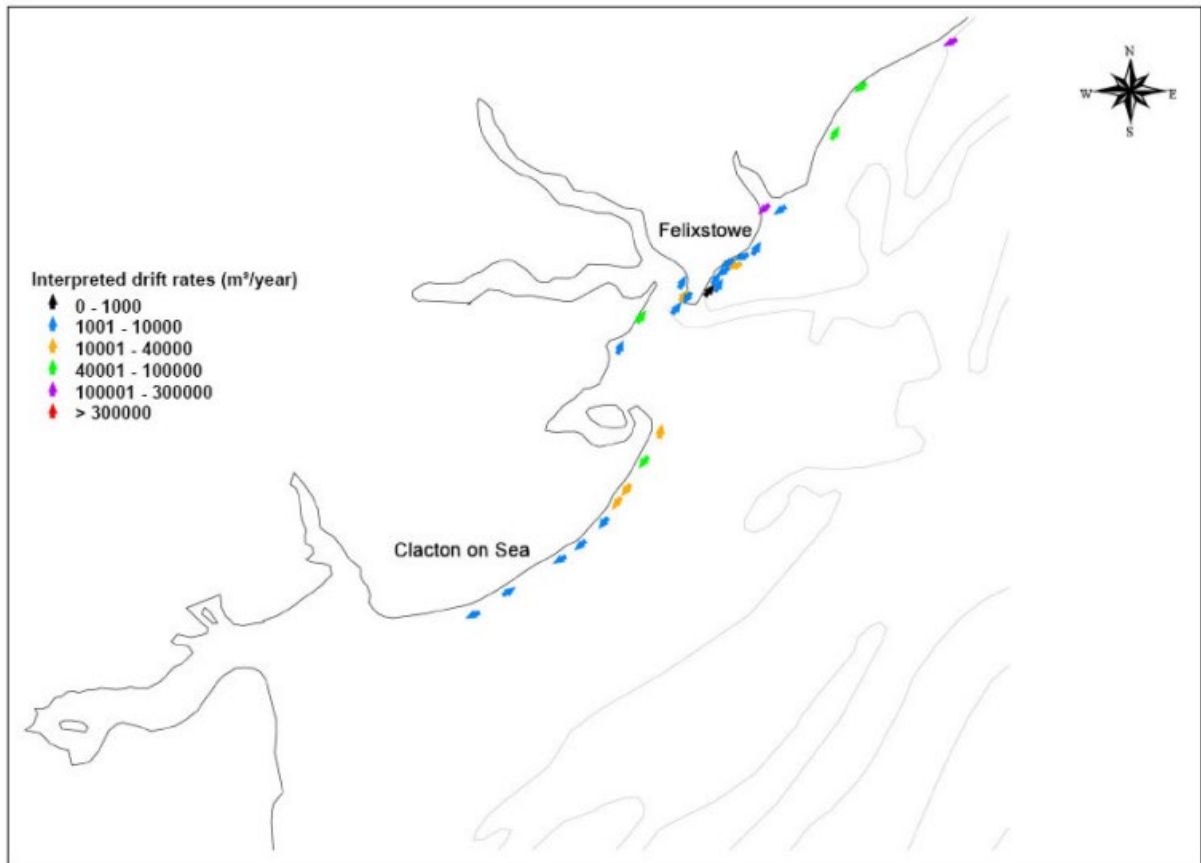 N
W
E
S
Felixstowe
Interpreted drift rates (m³/year)
0 - 1000
1001 - 10000
10001 - 40000
40001 - 100000
100001 - 300000
> 300000
Clacton on Sea